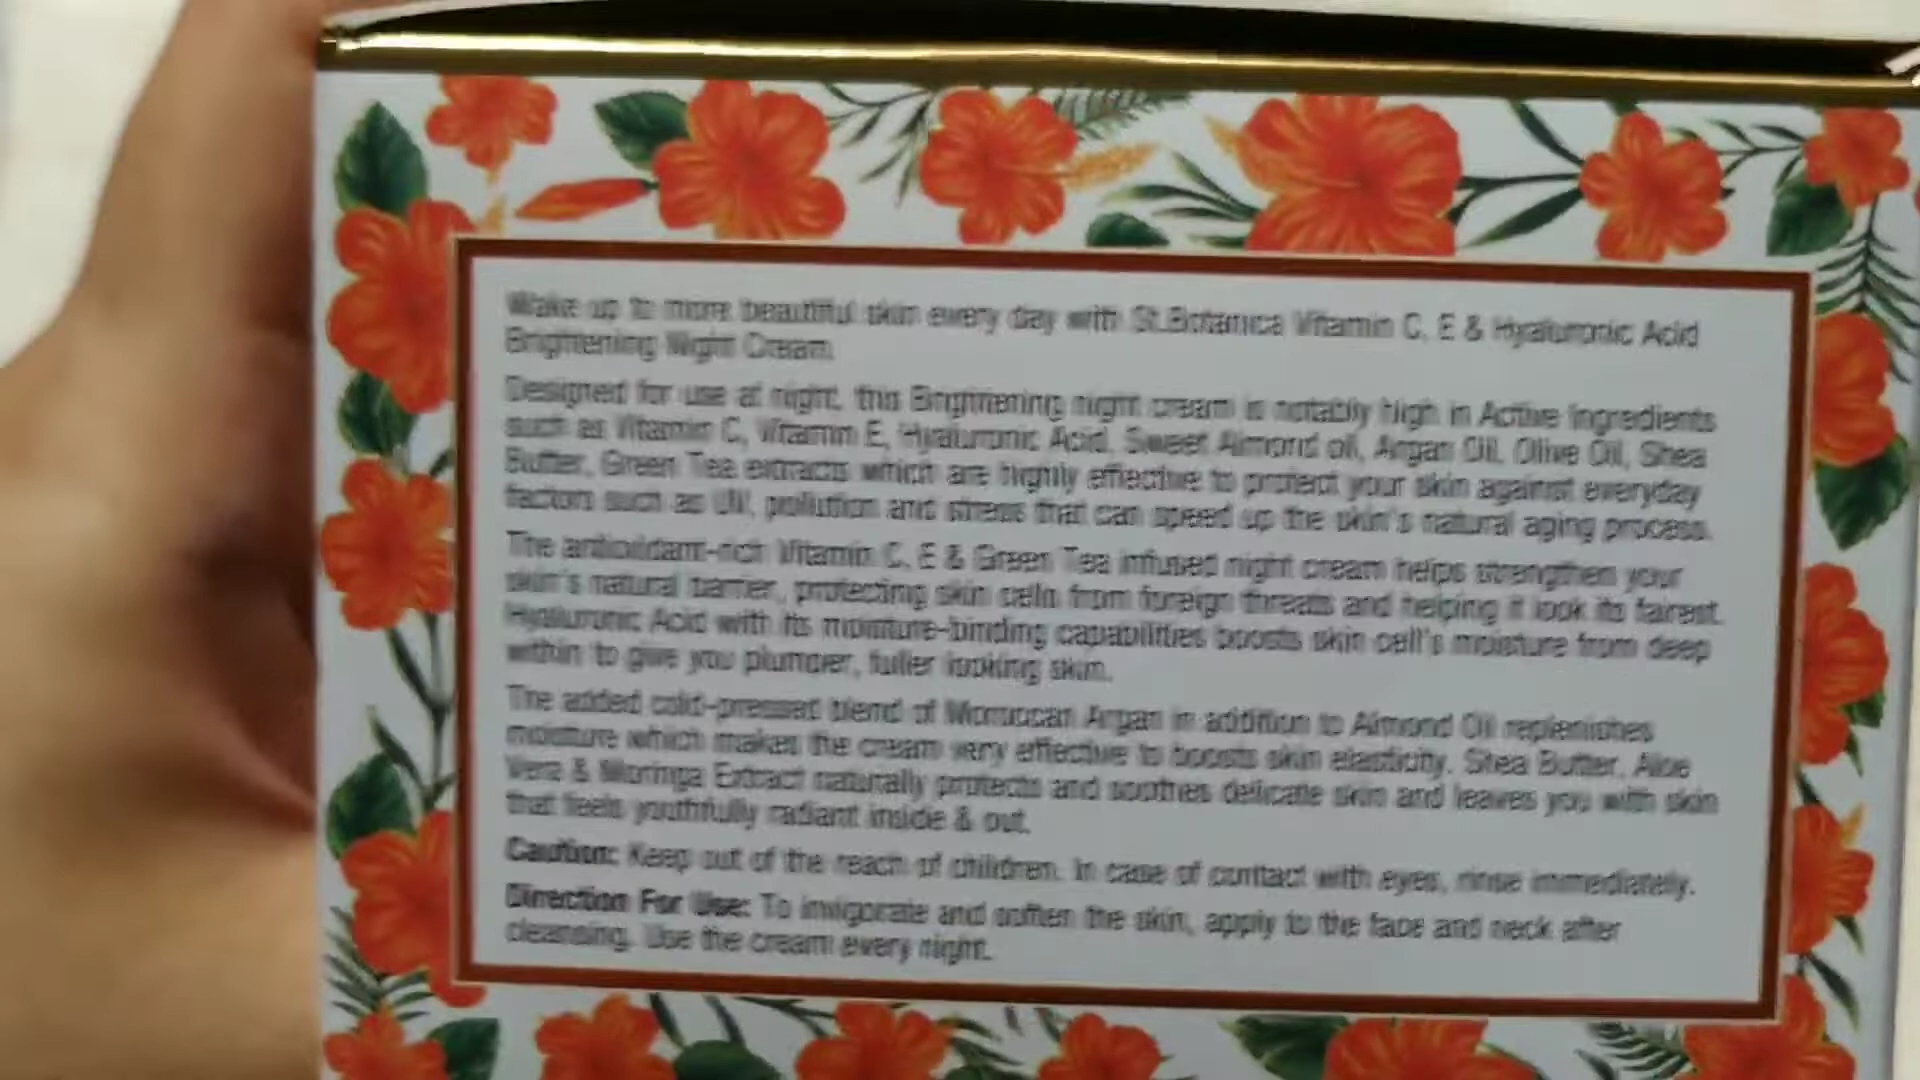 Wake up to more beautiful skin every day with St.Botanica Vitamin C, E & Hyaluronic Acid
Brightening Night Cream.
Designed for use at night, this Brightening night cream is notably high in Active ingredients
such as Vitamin C, Vitamin E, Hyaluronic Acid, Sweet Almond oil, Argan Oil, Olive Oil, Shea
Butter, Green Tea extracts which are highly effective to protect your skin against everyday
factors such as UV, pollution and stress that can speed up the skin's natural aging process.
The antioxidant-rich Vitamin C, E & Green Tea infused night cream helps strengthen your
skin's natural barrier, protecting skin cells from foreign threats and helping it look its fairest.
Hyaluronic Acid with its moisture-binding capabilities boosts skin cell's moisture from deep
within to give you plumper, fuller looking skin.
The added cold-pressed blend of Moroccan Argan in addition to Almond Oil replenishes
moisture which makes the cream very effective to boosts skin elasticity. Shea Butter, Aloe
Vera & Moringa Extract naturally protects and soothes delicate skin and leaves you with skin
that feels youthfully radiant inside & out.
Caution: Keep out of the reach of children. In case of contact with eyes, rinse immediately.
Direction For Use: To invigorate and soften the skin, apply to the face and neck after
cleansing. Use the cream every night.